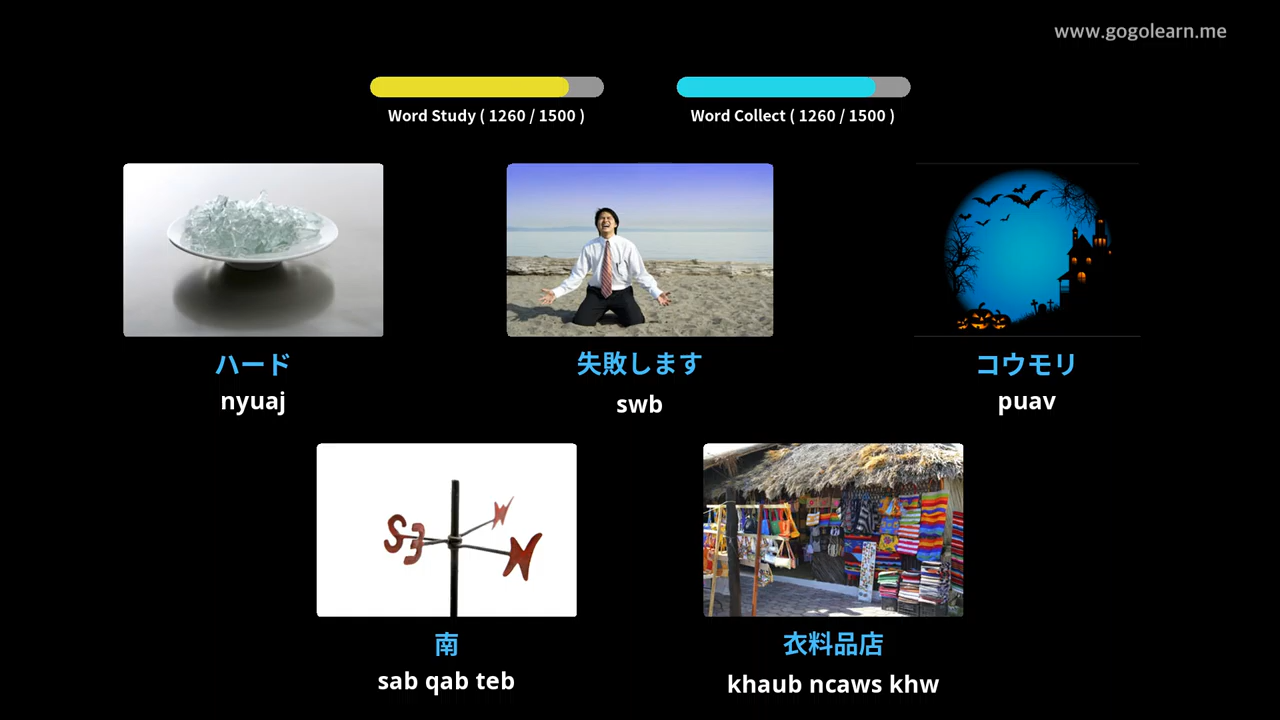 www.gogolearn.me
Word Study ( 1260 / 1500 )
Word Collect ( 1260 / 1500 )
ハード
nyuaj
失敗します
swb
コウモリ
puav
S E N W
南
sab qab teb
衣料品店
khaub ncaws khw